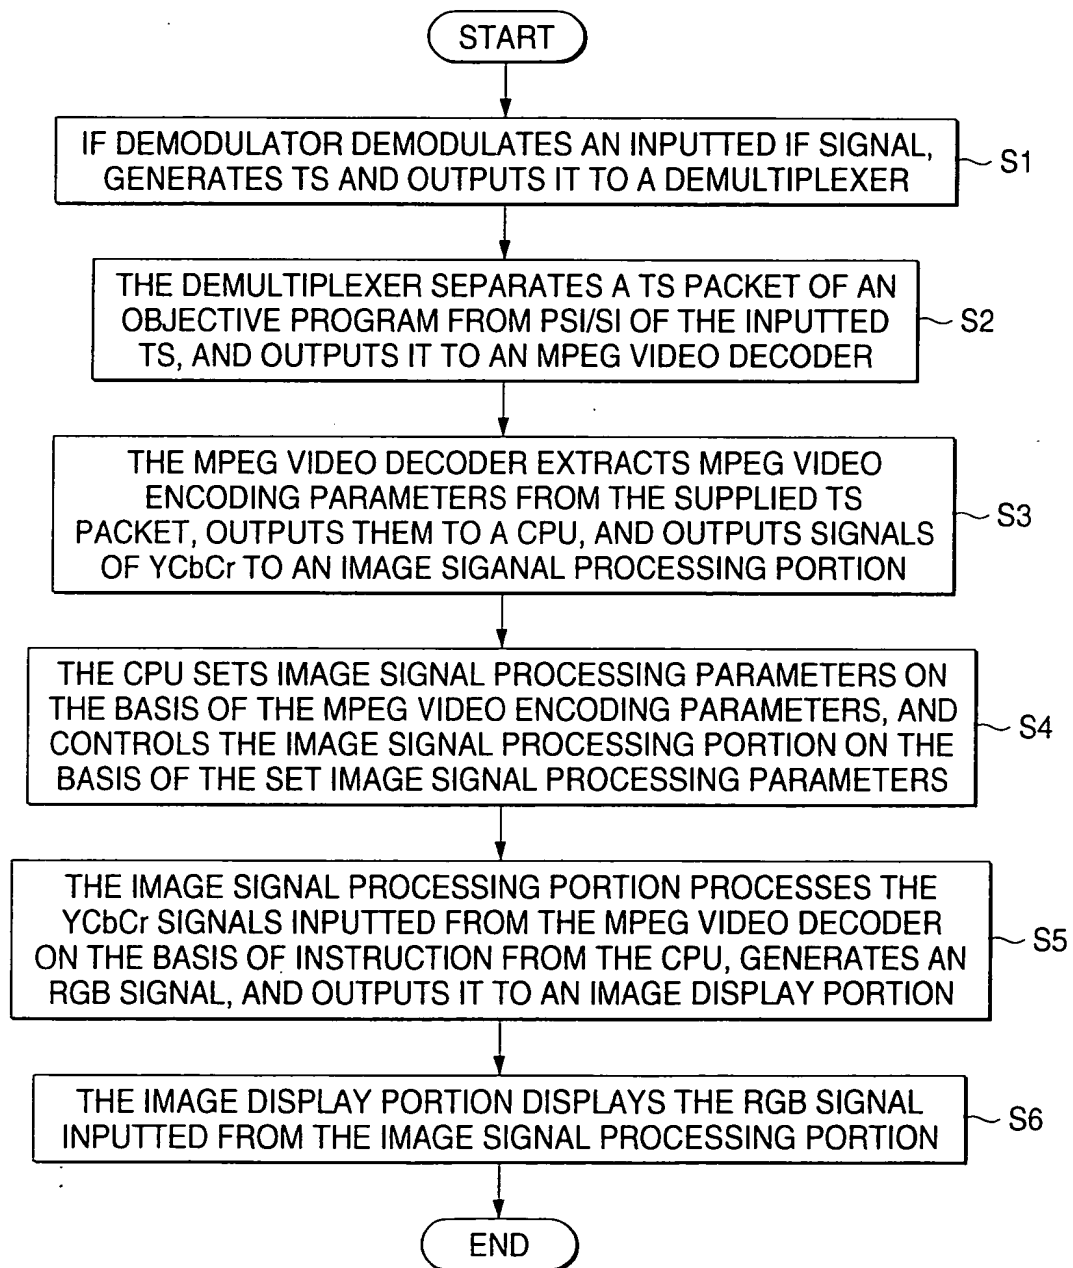 START
IF DEMODULATOR DEMODULATES AN INPUTTED IF SIGNAL,
GENERATES TS AND OUTPUTS IT TO A DEMULTIPLEXER
S1
THE DEMULTIPLEXER SEPARATES A TS PACKET OF AN
OBJECTIVE PROGRAM FROM PSI/SI OF THE INPUTTED
TS, AND OUTPUTS IT TO AN MPEG VIDEO DECODER
S2
THE MPEG VIDEO DECODER EXTRACTS MPEG VIDEO
ENCODING PARAMETERS FROM THE SUPPLIED TS
PACKET, OUTPUTS THEM TO A CPU, AND OUTPUTS SIGNALS
OF YCbCr TO AN IMAGE SIGANAL PROCESSING PORTION
S3
THE CPU SETS IMAGE SIGNAL PROCESSING PARAMETERS ON
THE BASIS OF THE MPEG VIDEO ENCODING PARAMETERS, AND
CONTROLS THE IMAGE SIGNAL PROCESSING PORTION ON THE
BASIS OF THE SET IMAGE SIGNAL PROCESSING PARAMETERS
S4
THE IMAGE SIGNAL PROCESSING PORTION PROCESSES THE
YCbCr SIGNALS INPUTTED FROM THE MPEG VIDEO DECODER
ON THE BASIS OF INSTRUCTION FROM THE CPU, GENERATES AN
RGB SIGNAL, AND OUTPUTS IT TO AN IMAGE DISPLAY PORTION
S5
THE IMAGE DISPLAY PORTION DISPLAYS THE RGB SIGNAL
INPUTTED FROM THE IMAGE SIGNAL PROCESSING PORTION
S6
END